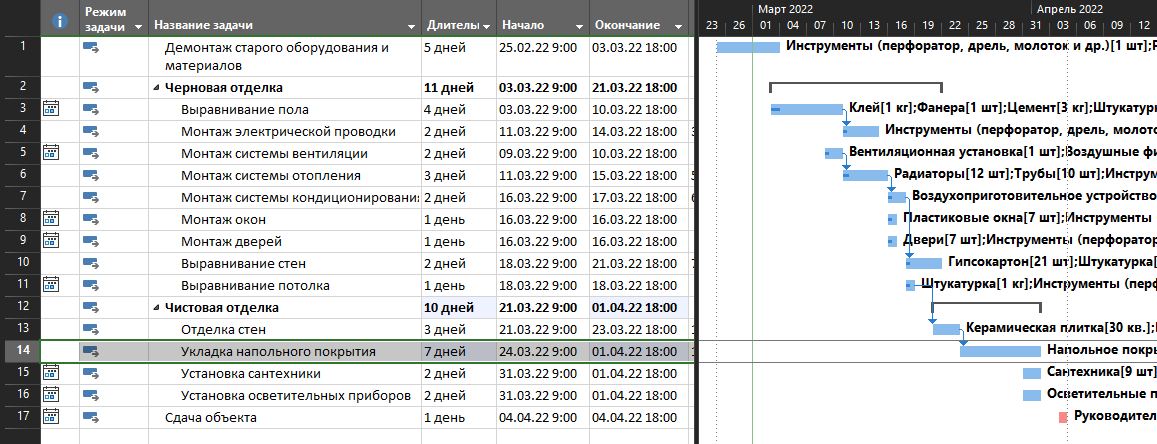 Режим задачи Название задачи Длителы Начало Окончание
Март 2022 Апрель 2022
23 26 01 04 07 10 13 16 19 22 25 28 31 03 06 09 12
1 Демонтаж старого оборудования и материалов 5 дней 25.02.22 9:00 03.03.22 18:00 Инструменты (перфоратор, дрель, молоток и др.)[1 шт];Р
2 Черновая отделка 11 дней 03.03.22 9:00 21.03.22 18:00
3 Выравнивание пола 4 дней 03.03.22 9:00 10.03.22 18:00 Клей[1 кг];Фанера[1 шт];Цемент[3 кг];Штукатурк
4 Монтаж электрической проводки 2 дней 11.03.22 9:00 14.03.22 18:00 3 Инструменты (перфоратор, дрель, молото
5 Монтаж системы вентиляции 2 дней 09.03.22 9:00 10.03.22 18:00 Вентиляционная установка[1 шт];Воздушные фи
6 Монтаж системы отопления 3 дней 11.03.22 9:00 15.03.22 18:00 5 Радиаторы[12 шт];Трубы[10 шт];Инструм
7 Монтаж системы кондиционировани 2 дней 16.03.22 9:00 17.03.22 18:00 6 Воздухоприготовительное устройство
8 Монтаж окон 1 день 16.03.22 9:00 16.03.22 18:00 Пластиковые окна[7 шт];Инструменты
9 Монтаж дверей 1 день 16.03.22 9:00 16.03.22 18:00 Двери[7 шт];Инструменты (перфоратор
10 Выравнивание стен 2 дней 18.03.22 9:00 21.03.22 18:00 7 Гипсокартон[21 шт];Штукатурка[
11 Выравнивание потолка 1 день 18.03.22 9:00 18.03.22 18:00 Штукатурка[1 кг];Инструменты (перф
12 Чистовая отделка 10 дней 21.03.22 9:00 01.04.22 18:00
13 Отделка стен 3 дней 21.03.22 9:00 23.03.22 18:00 1 Керамическая плитка[30 кв.];
14 Укладка напольного покрытия 7 дней 24.03.22 9:00 01.04.22 18:00 1 Напольное покры
15 Установка сантехники 2 дней 31.03.22 9:00 01.04.22 18:00 Сантехника[9 шт]
16 Установка осветительных приборов 2 дней 31.03.22 9:00 01.04.22 18:00 Осветительные п
17 Сдача объекта 1 день 04.04.22 9:00 04.04.22 18:00 Руководител